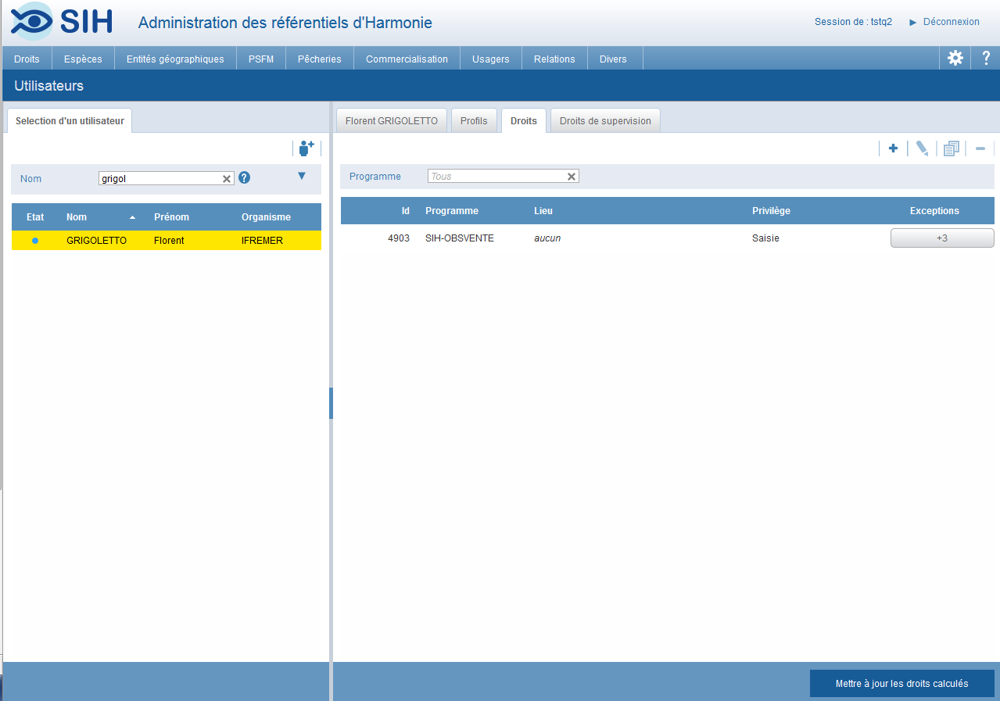 SIH Administration des référentiels d'Harmonie Session de : tstq2 ► Déconnexion
Droits Espèces Entités géographiques PSFM Pêcheries Commercialisation Usagers Relations Divers ?
Utilisateurs
Selection d'un utilisateur
Nom grigol ?
Etat Nom Prénom Organisme
GRIGOLETTO Florent IFREMER
Florent GRIGOLETTO Profils Droits Droits de supervision
Programme Tous
Id Programme Lieu Privilège Exceptions
4903 SIH-OBSVENTE aucun Saisie +3
Mettre à jour les droits calculés